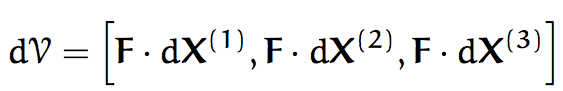 d𝒱 = [𝐅 · d𝐗⁽¹⁾, 𝐅 · d𝐗⁽²⁾, 𝐅 · d𝐗⁽³⁾]